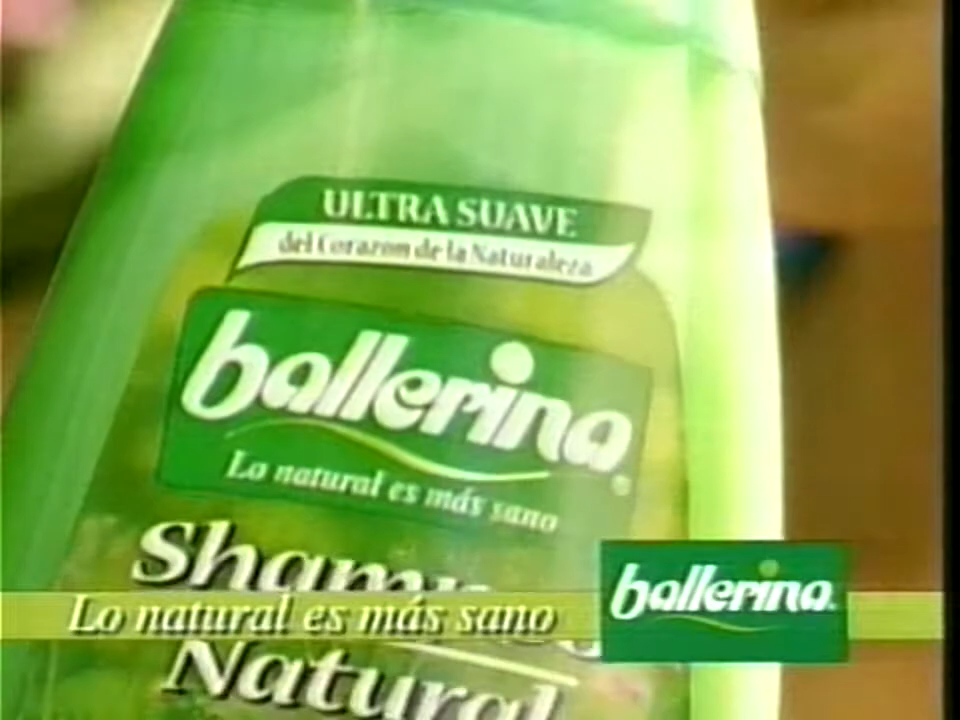 ULTRA SUAVE
del Corazon de la Naturaleza
ballerina
Lo natural es más sano
Lo natural es más sano
ballerina
Natural